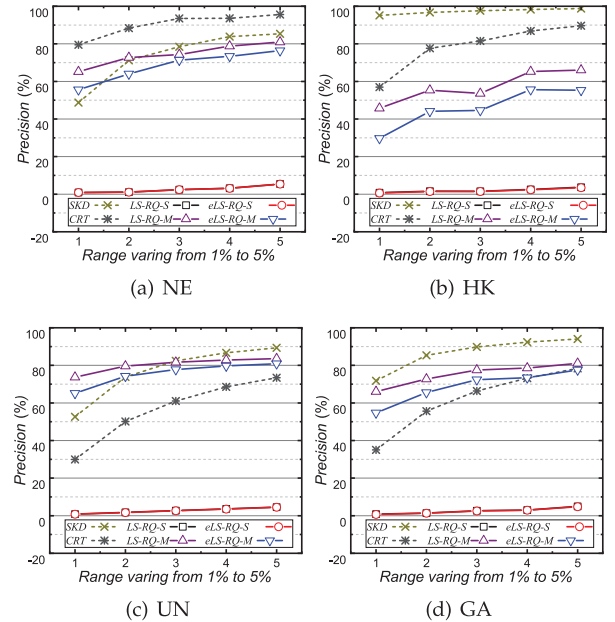 100
80
60
40
20
0
-20
Precision (%)
SKD LS-RQ-S eLS-RQ-S
CRT LS-RQ-M eLS-RQ-M
1 2 3 4 5
Range varying from 1% to 5%
(a) NE
100
80
60
40
20
0
-20
Precision (%)
SKD LS-RQ-S eLS-RQ-S
CRT LS-RQ-M eLS-RQ-M
1 2 3 4 5
Range varying from 1% to 5%
(b) HK
100
80
60
40
20
0
-20
Precision (%)
SKD LS-RQ-S eLS-RQ-S
CRT LS-RQ-M eLS-RQ-M
1 2 3 4 5
Range varying from 1% to 5%
(c) UN
100
80
60
40
20
0
-20
Precision (%)
SKD LS-RQ-S eLS-RQ-S
CRT LS-RQ-M eLS-RQ-M
1 2 3 4 5
Range varying from 1% to 5%
(d) GA